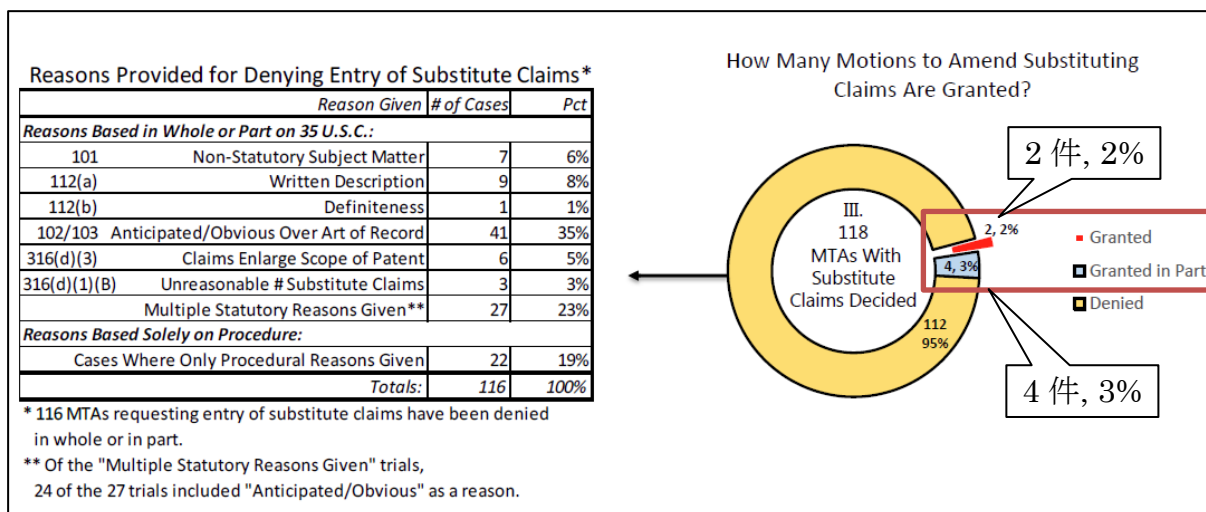 Reasons Provided for Denying Entry of Substitute Claims*
Reason Given # of Cases Pct
Reasons Based in Whole or Part on 35 U.S.C.:
101 Non-Statutory Subject Matter 7 6%
112(a) Written Description 9 8%
112(b) Definiteness 1 1%
102/103 Anticipated/Obvious Over Art of Record 41 35%
316(d)(3) Claims Enlarge Scope of Patent 6 5%
316(d)(1)(B) Unreasonable # Substitute Claims 3 3%
Multiple Statutory Reasons Given** 27 23%
Reasons Based Solely on Procedure:
Cases Where Only Procedural Reasons Given 22 19%
Totals: 116 100%
* 116 MTAs requesting entry of substitute claims have been denied
in whole or in part.
** Of the "Multiple Statutory Reasons Given" trials,
24 of the 27 trials included "Anticipated/Obvious" as a reason.
How Many Motions to Amend Substituting
Claims Are Granted?
2 件, 2%
III.
118
MTAs With
Substitute
Claims Decided
2, 2%
4, 3%
112
95%
Granted
Granted in Part
Denied
4 件, 3%